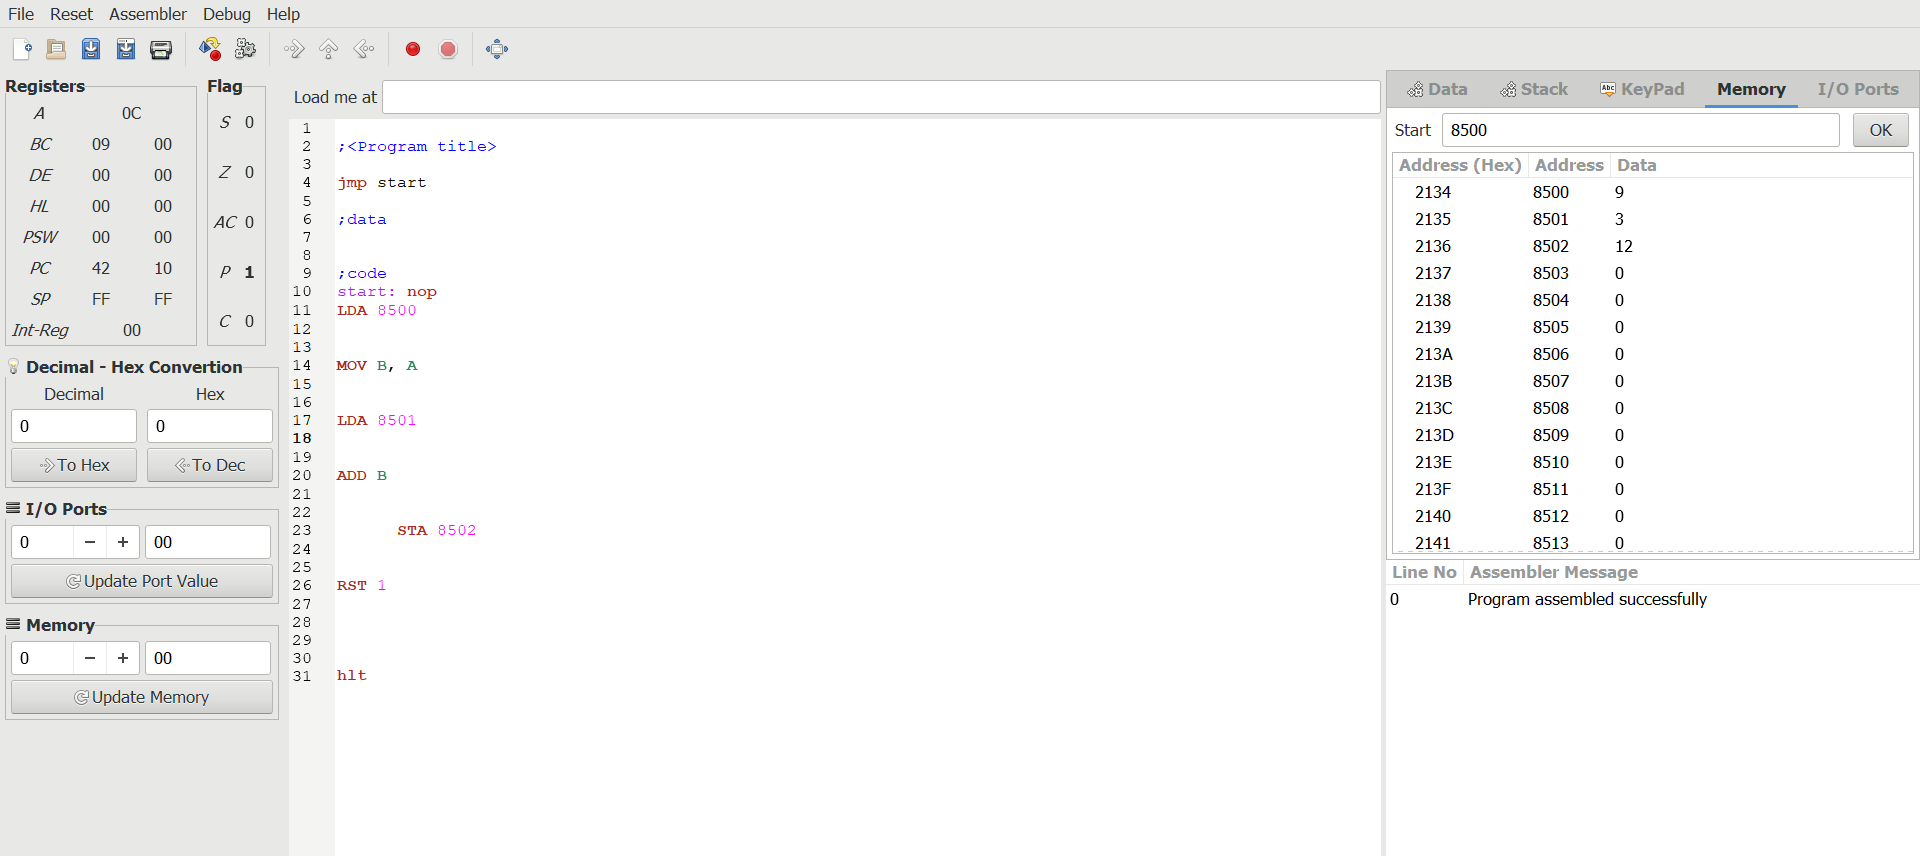 File Reset Assembler Debug Help
Registers
A 0C
BC 09 00
DE 00 00
HL 00 00
PSW 00 00
PC 42 10
SP FF FF
Int-Reg 00
Flag
S 0
Z 0
AC 0
P 1
C 0
Decimal - Hex Convertion
Decimal Hex
0 0
To Hex To Dec
I/O Ports
0 − + 00
Update Port Value
Memory
0 − + 00
Update Memory
Load me at
1
2 ;<Program title>
3
4 jmp start
5
6 ;data
7
8
9 ;code
10 start: nop
11 LDA 8500
12
13
14 MOV B, A
15
16
17 LDA 8501
18
19
20 ADD B
21
22
23 STA 8502
24
25
26 RST 1
27
28
29
30
31 hlt
Data Stack Abc KeyPad Memory I/O Ports
Start 8500 OK
Address (Hex) Address Data
2134 8500 9
2135 8501 3
2136 8502 12
2137 8503 0
2138 8504 0
2139 8505 0
213A 8506 0
213B 8507 0
213C 8508 0
213D 8509 0
213E 8510 0
213F 8511 0
2140 8512 0
2141 8513 0
Line No Assembler Message
0 Program assembled successfully